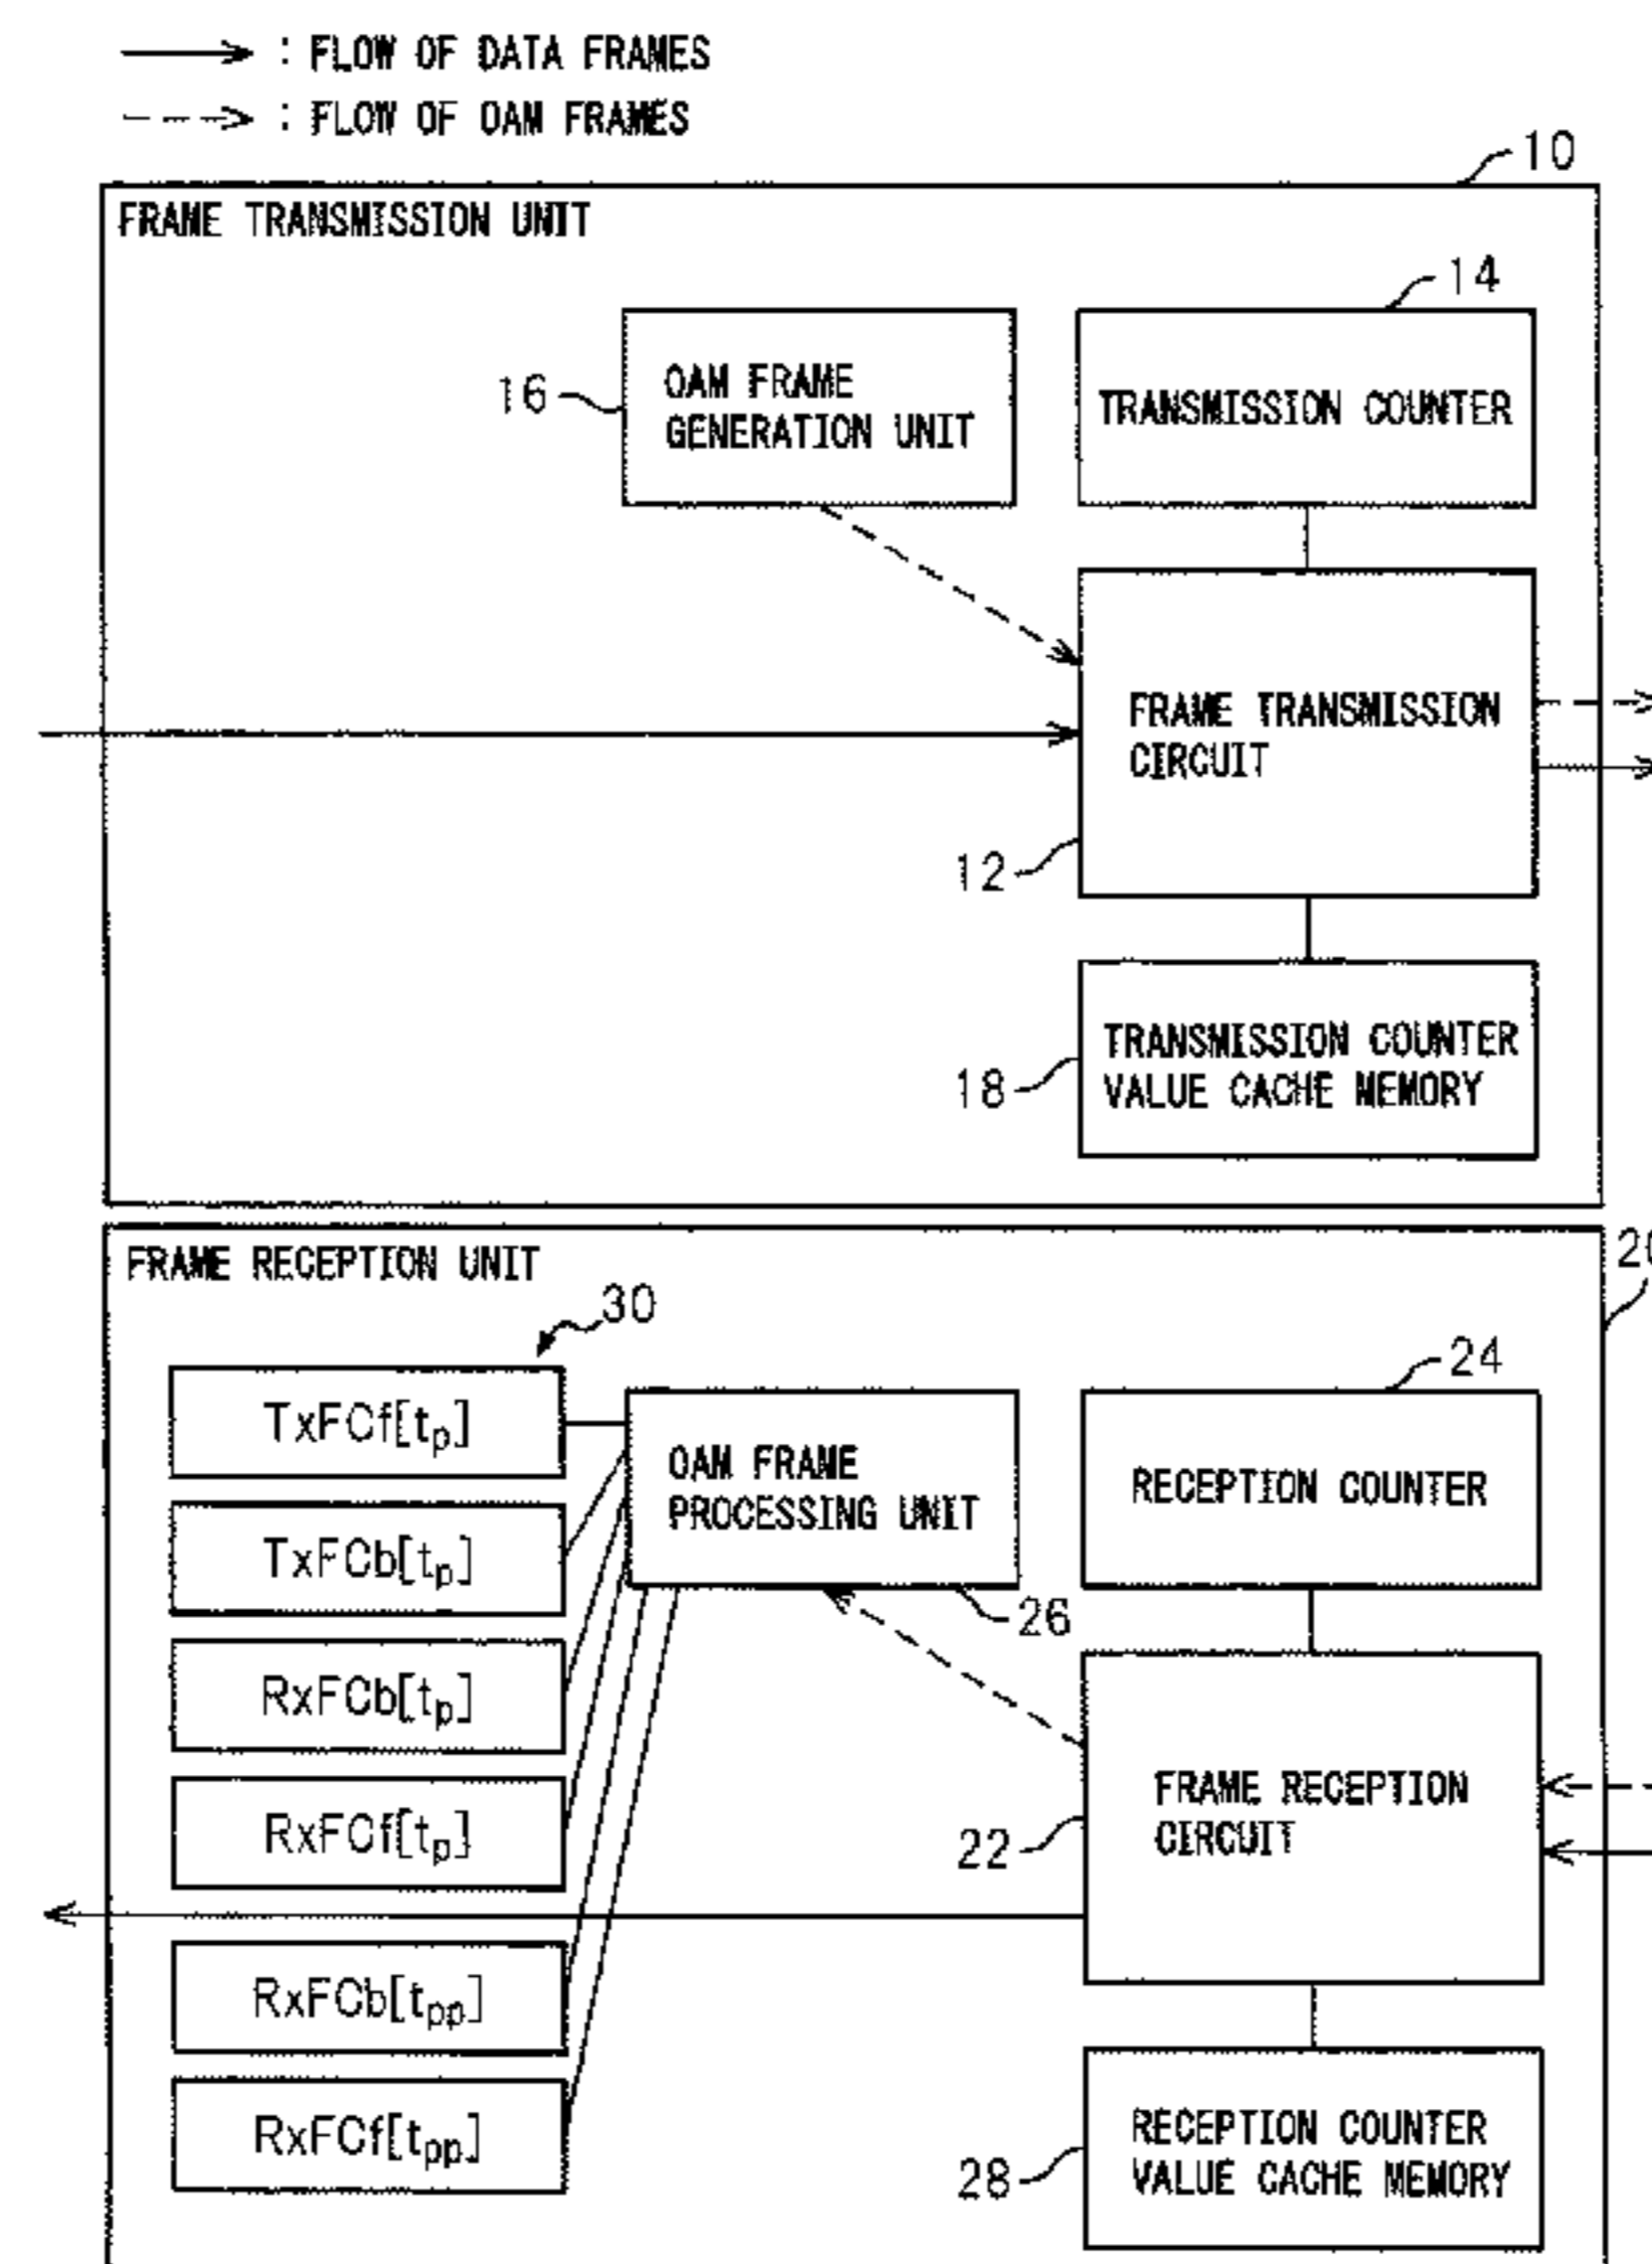 : FLOW OF DATA FRAMES
: FLOW OF OAM FRAMES
10
FRAME TRANSMISSION UNIT
14
16
OAM FRAME
GENERATION UNIT
TRANSMISSION COUNTER
FRAME TRANSMISSION
CIRCUIT
12
TRANSMISSION COUNTER
VALUE CACHE MEMORY
18
FRAME RECEPTION UNIT
20
30
24
TxFCf[tp]
OAM FRAME
PROCESSING UNIT
RECEPTION COUNTER
TxFCb[tp]
26
RxFCb[tp]
RxFCf[tp]
FRAME RECEPTION
CIRCUIT
22
RxFCb[tpp]
RxFCf[tpp]
RECEPTION COUNTER
VALUE CACHE MEMORY
28